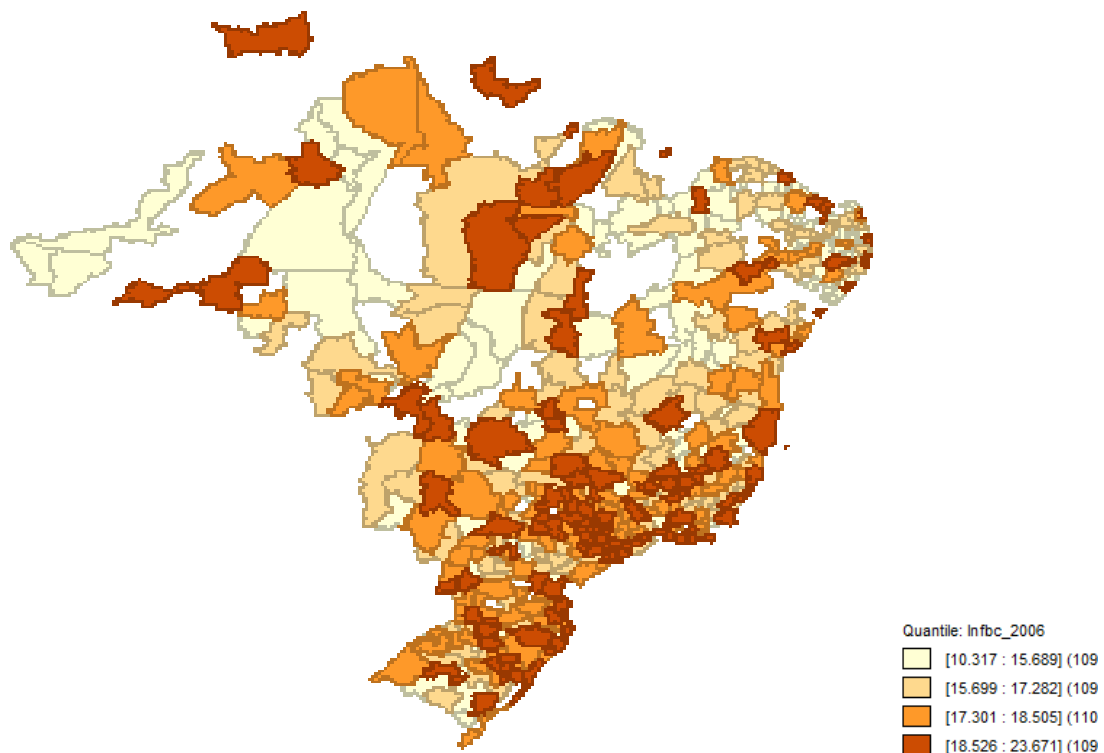 Quantile: lnfbc_2006
[10.317 : 15.689] (109
[15.699 : 17.282] (109
[17.301 : 18.505] (110
[18.526 : 23.671] (109